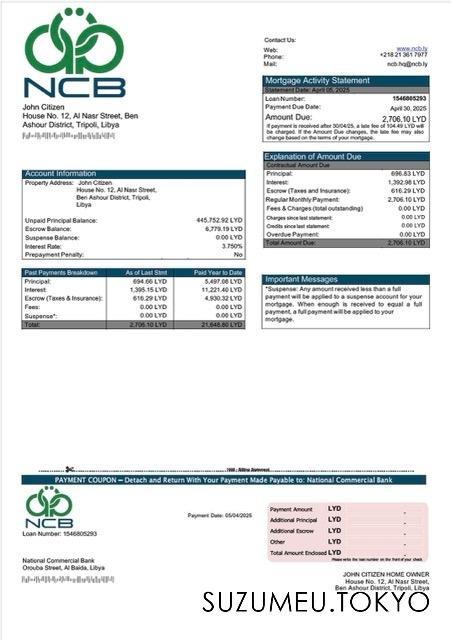 NCB
Contact Us:
Web: www.ncb.ly
Phone: +218 21 361 7977
Mail: ncb.hq@ncb.ly
John Citizen
House No. 12, Al Nasr Street, Ben
Ashour District, Tripoli, Libya
Mortgage Activity Statement
Statement Date: April 05, 2025
Loan Number: 1546805293
Payment Due Date: April 30, 2025
Amount Due: 2,706.10 LYD
If payment is received after 30/04/25, a late fee of 104.49 LYD will
be charged. If the Amount Due changes, the late fee may also
change based on the terms of your mortgage.
Explanation of Amount Due
Contractual Amount Due
Principal: 696.83 LYD
Interest: 1,392.98 LYD
Escrow (Taxes and Insurance): 616.29 LYD
Regular Monthly Payment: 2,706.10 LYD
Fees & Charges (total outstanding) 0.00 LYD
Charges since last statement: 0.00 LYD
Credits since last statement: 0.00 LYD
Overdue Payment: 0.00 LYD
Total Amount Due: 2,706.10 LYD
Account Information
Property Address: John Citizen
House No. 12, Al Nasr Street,
Ben Ashour District, Tripoli,
Libya
Unpaid Principal Balance: 445,752.92 LYD
Escrow Balance: 6,779.19 LYD
Suspense Balance: 0.00 LYD
Interest Rate: 3.750%
Prepayment Penalty: No
Past Payments Breakdown As of Last Stmt Paid Year to Date
Principal: 694.66 LYD 5,497.08 LYD
Interest: 1,395.15 LYD 11,221.40 LYD
Escrow (Taxes & Insurance): 616.29 LYD 4,930.32 LYD
Fees: 0.00 LYD 0.00 LYD
Suspense*: 0.00 LYD 0.00 LYD
Total: 2,706.10 LYD 21,648.80 LYD
Important Messages
*Suspense: Any amount received less than a full
payment will be applied to a suspense account for your
mortgage. When enough is received to equal a full
payment, a full payment will be applied to your
mortgage.
Billing Statement
PAYMENT COUPON – Detach and Return With Your Payment Made Payable to: National Commercial Bank
NCB
Loan Number: 1546805293
Payment Date: 05/04/2025
Payment Amount LYD
Additional Principal LYD
Additional Escrow LYD
Other LYD
Total Amount Enclosed LYD
Please write the loan number on the front of your check.
National Commercial Bank
Orouba Street, Al Baida, Libya
JOHN CITIZEN HOME OWNER
House No. 12, Al Nasr Street,
Ben Ashour District, Tripoli, Libya
SUZUMEU.TOKYO